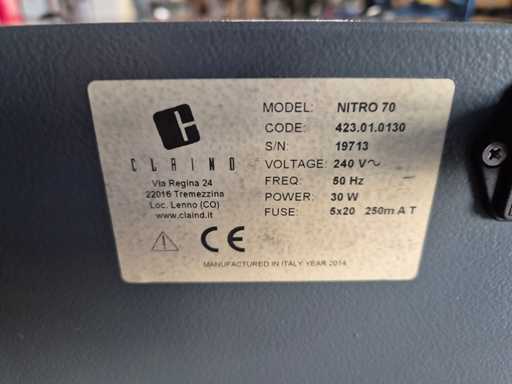 CLAIND
Via Regina 24
22016 Tremezzina
Loc. Lenno (CO)
www.claind.it
CE
MODEL: NITRO 70
CODE: 423.01.0130
S/N: 19713
VOLTAGE: 240 V~
FREQ: 50 Hz
POWER: 30 W
FUSE: 5x20 250m A T
MANUFACTURED IN ITALY YEAR 2014